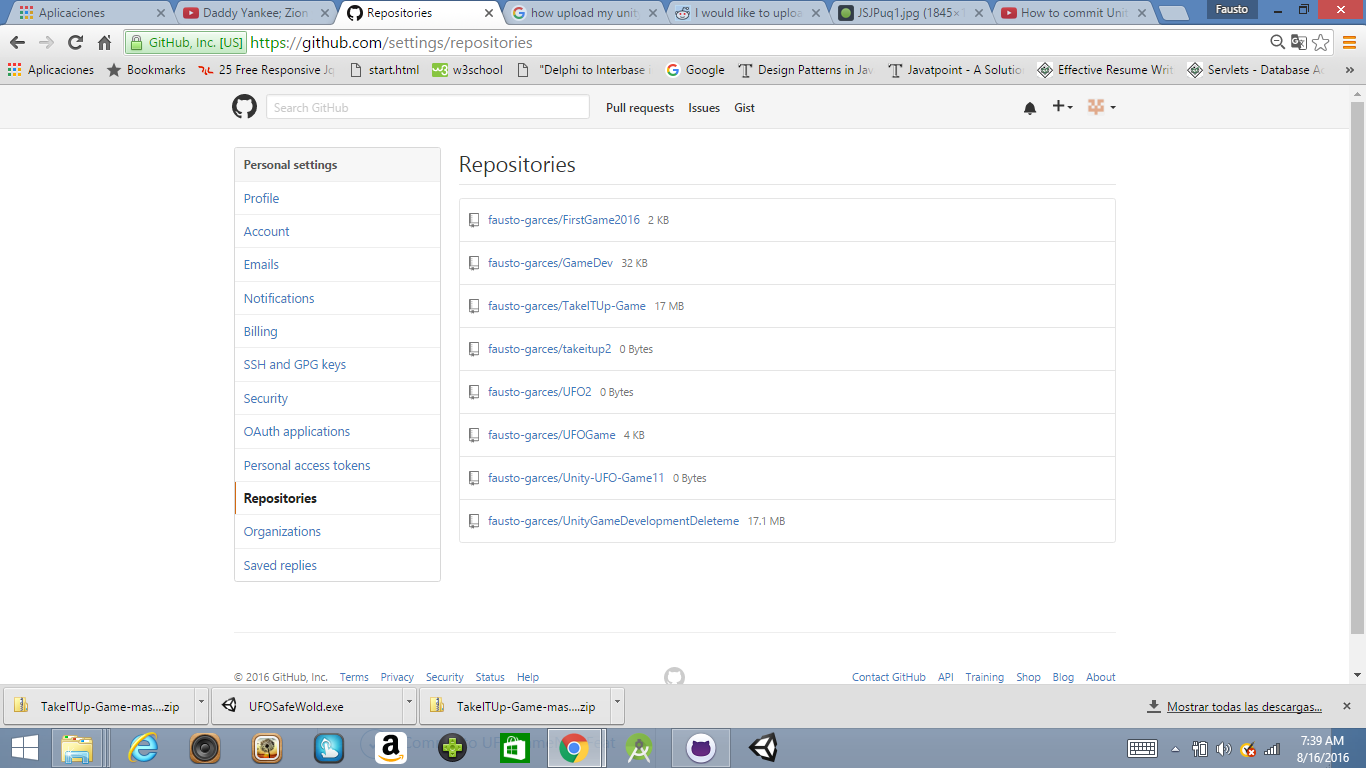 Aplicaciones
Daddy Yankee; Zion
Repositories
how upload my unit
I would like to uploa
JSJPuq1.jpg (1845×
How to commit Unit
Fausto
GitHub, Inc. [US]
https://github.com/settings/repositories
Aplicaciones
Bookmarks
25 Free Responsive Jq
start.html
w3school
"Delphi to Interbase
Google
Design Patterns in Jav
Javatpoint - A Solutio
Effective Resume Writ
Servlets - Database Ac
»
Search GitHub
Pull requests
Issues
Gist
Personal settings
Profile
Account
Emails
Notifications
Billing
SSH and GPG keys
Security
OAuth applications
Personal access tokens
Repositories
Organizations
Saved replies
Repositories
fausto-garces/FirstGame2016 2 KB
fausto-garces/GameDev 32 KB
fausto-garces/TakeITUp-Game 17 MB
fausto-garces/takeitup2 0 Bytes
fausto-garces/UFO2 0 Bytes
fausto-garces/UFOGame 4 KB
fausto-garces/Unity-UFO-Game11 0 Bytes
fausto-garces/UnityGameDevelopmentDeleteme 17.1 MB
© 2016 GitHub, Inc. Terms Privacy Security Status Help
Contact GitHub API Training Shop Blog About
TakeITUp-Game-mas....zip
UFOSafeWold.exe
TakeITUp-Game-mas....zip
Mostrar todas las descargas...
7:39 AM
8/16/2016